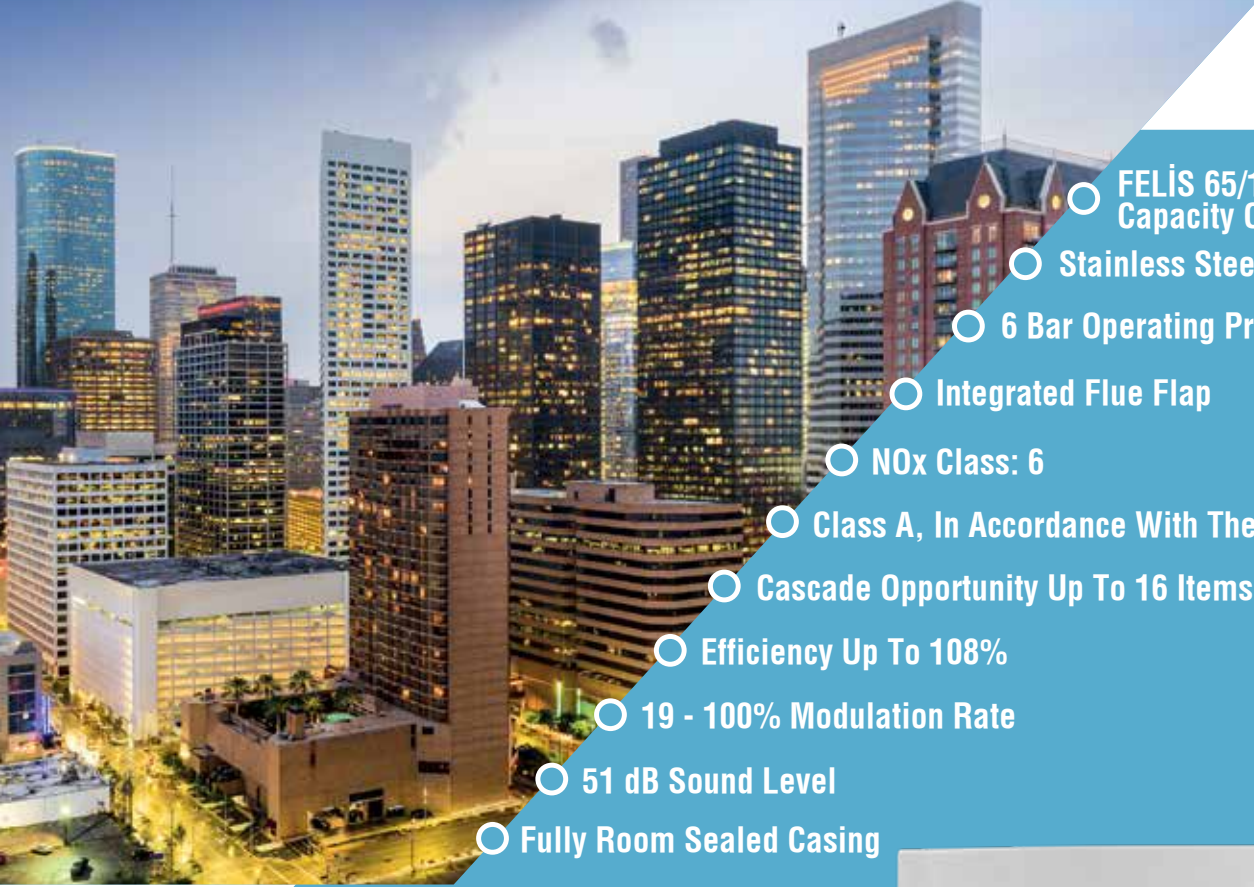 FELİS 65/1
Capacity
Stainless
6 Bar Operating
Integrated Flue Flap
NOx Class: 6
Class A, In Accordance With The
Cascade Opportunity Up To 16 Items
Efficiency Up To 108%
19 - 100% Modulation Rate
51 dB Sound Level
Fully Room Sealed Casing